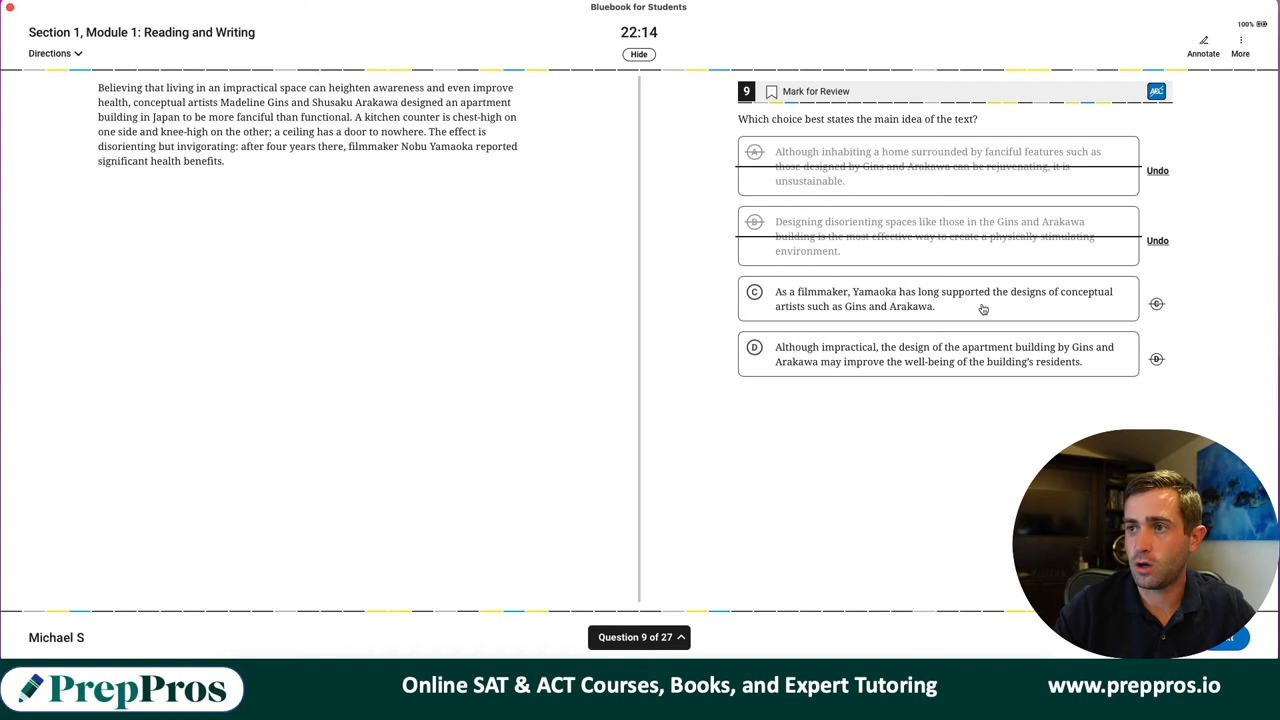 Bluebook for Students
Section 1, Module 1: Reading and Writing
22:14
100%
Directions
Hide
Annotate
More
Believing that living in an impractical space can heighten awareness and even improve
health, conceptual artists Madeline Gins and Shusaku Arakawa designed an apartment
building in Japan to be more fanciful than functional. A kitchen counter is chest-high on
one side and knee-high on the other; a ceiling has a door to nowhere. The effect is
disorienting but invigorating: after four years there, filmmaker Nobu Yamaoka reported
significant health benefits.
9
Mark for Review
ABC
Which choice best states the main idea of the text?
A
Although inhabiting a home surrounded by fanciful features such as
those designed by Gins and Arakawa can be rejuvenating, it is
unsustainable.
Undo
B
Designing disorienting spaces like those in the Gins and Arakawa
building is the most effective way to create a physically stimulating
environment.
Undo
C
As a filmmaker, Yamaoka has long supported the designs of conceptual
artists such as Gins and Arakawa.
C
D
Although impractical, the design of the apartment building by Gins and
Arakawa may improve the well-being of the building's residents.
D
Michael S
Question 9 of 27
PrepPros
Online SAT & ACT Courses, Books, and Expert Tutoring
www.preppros.io